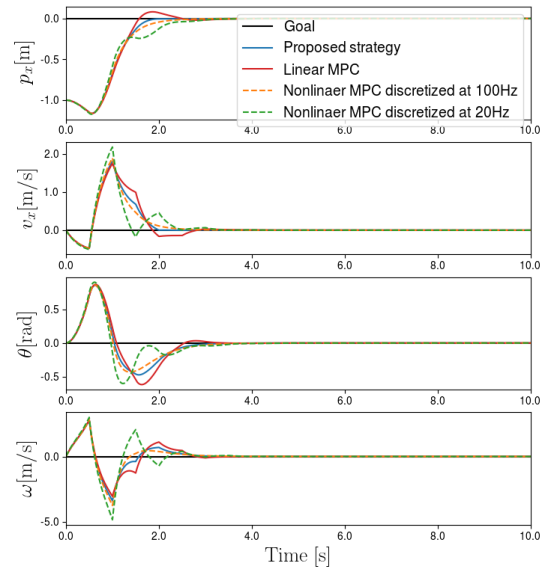 0.0
-1.0
p_x[m]
Goal
Proposed strategy
Linear MPC
Nonlinaer MPC discretized at 100Hz
Nonlinaer MPC discretized at 20Hz
0.0 2.0 4.0 6.0 8.0 10.0
2.0
1.0
0.0
v_x[m/s]
0.0 2.0 4.0 6.0 8.0 10.0
0.5
0.0
-0.5
θ[rad]
0.0 2.0 4.0 6.0 8.0 10.0
0.0
-5.0
ω[m/s]
0.0 2.0 4.0 6.0 8.0 10.0
Time [s]